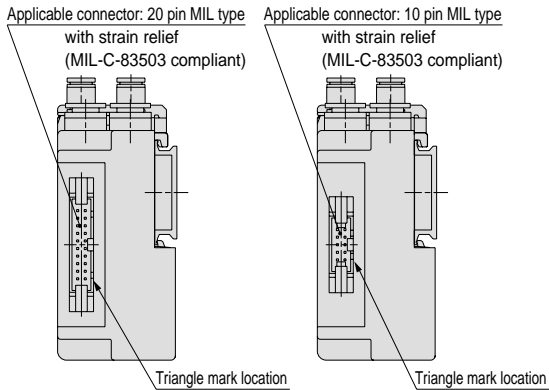 Applicable connector: 20 pin MIL type
with strain relief
(MIL-C-83503 compliant)
Applicable connector: 10 pin MIL type
with strain relief
(MIL-C-83503 compliant)
Triangle mark location
Triangle mark location